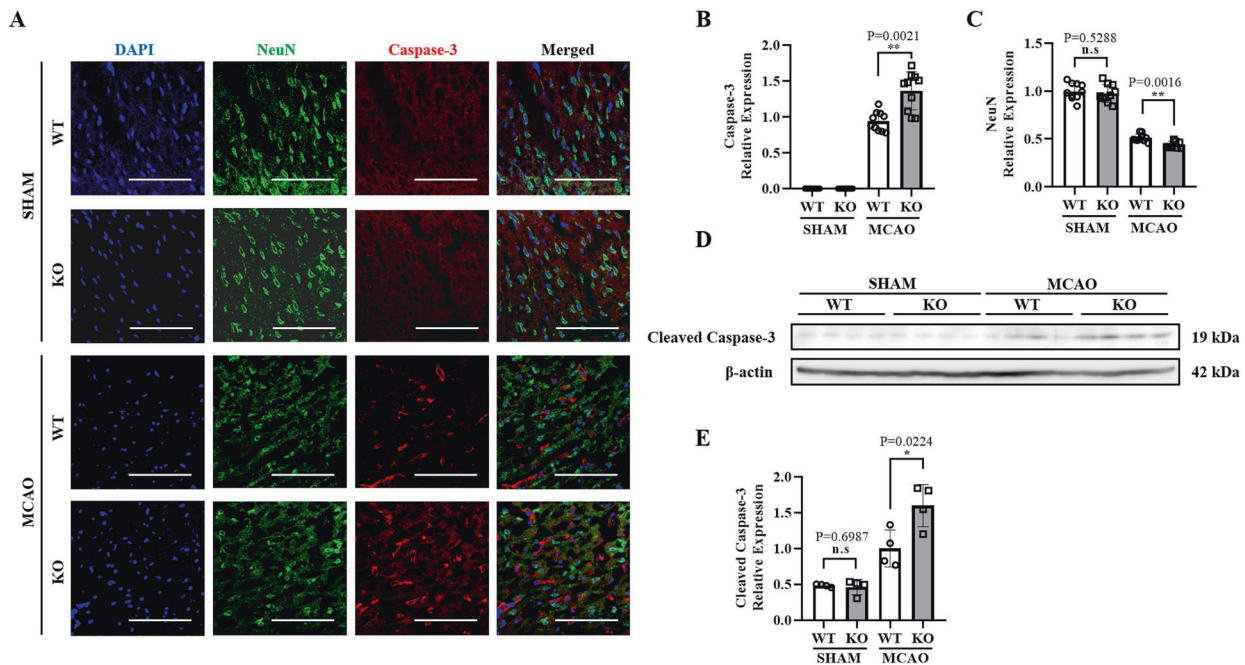 A
DAPI
NeuN
Caspase-3
Merged
SHAM
WT
KO
MCAO
WT
KO
B
P=0.0021
**
2.0
1.5
1.0
0.5
0.0
Caspase-3
Relative Expression
WT KO WT KO
SHAM MCAO
C
P=0.5288
n.s
P=0.0016
**
1.5
1.0
0.5
0.0
NeuN
Relative Expression
WT KO WT KO
SHAM MCAO
D
SHAM MCAO
WT KO WT KO
Cleaved Caspase-3 19 kDa
β-actin 42 kDa
E
P=0.0224
*
P=0.6987
n.s
2.0
1.5
1.0
0.5
0.0
Cleaved Caspase-3
Relative Expression
WT KO WT KO
SHAM MCAO